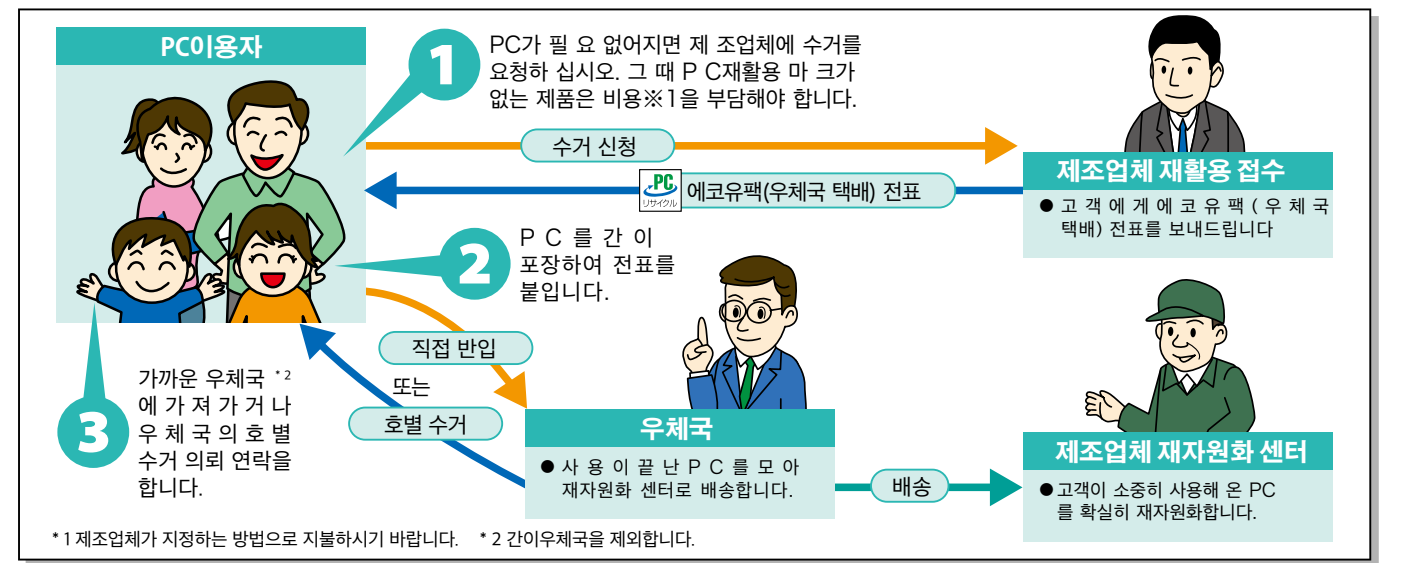 PC이용자
1
PC가 필 요 없어지면 제 조업체에 수거를
요청하 십시오. 그 때 P C재활용 마 크가
없는 제품은 비용※1을 부담해야 합니다.
수거 신청
PC
リサイクル
에코유팩(우체국 택배) 전표
제조업체 재활용 접수
● 고 객 에 게 에 코 유 팩 ( 우 체 국
택배) 전표를 보내드립니다
2
P C 를 간 이
포장하여 전표를
붙입니다.
3
가까운 우체국 *2
에 가 져 가 거 나
우 체 국 의 호 별
수거 의뢰 연락을
합니다.
직접 반입
또는
호별 수거
우체국
● 사 용 이 끝 난 P C 를 모 아
재자원화 센터로 배송합니다.
배송
제조업체 재자원화 센터
● 고객이 소중히 사용해 온 PC
를 확실히 재자원화합니다.
* 1 제조업체가 지정하는 방법으로 지불하시기 바랍니다. * 2 간이우체국을 제외합니다.